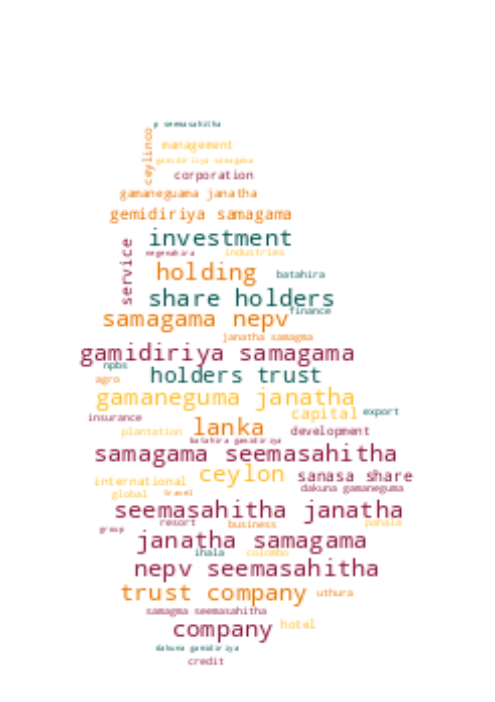 p seemasahitha
ceylinco
management
gamidiriya samagama
corporation
gamaneguama janatha
gemidiriya samagama
investment
service
negenahira
industries
holding
batahira
share holders
finance
samagama nepv
janatha samagma
gamidiriya samagama
npbs
holders trust
agro
gamaneguma janatha
capital
export
insurance
lanka
plantation
development
batahira gamidiriya
samagama seemasahitha
ceylon
sanasa share
international
dakuna gamaneguma
global
travel
seemasahitha janatha
resort
business
pahala
group
janatha samagama
ihala
colombo
nepv seemasahitha
trust company
uthura
samagma seemasahitha
company
hotel
dakuna gamidiriya
credit